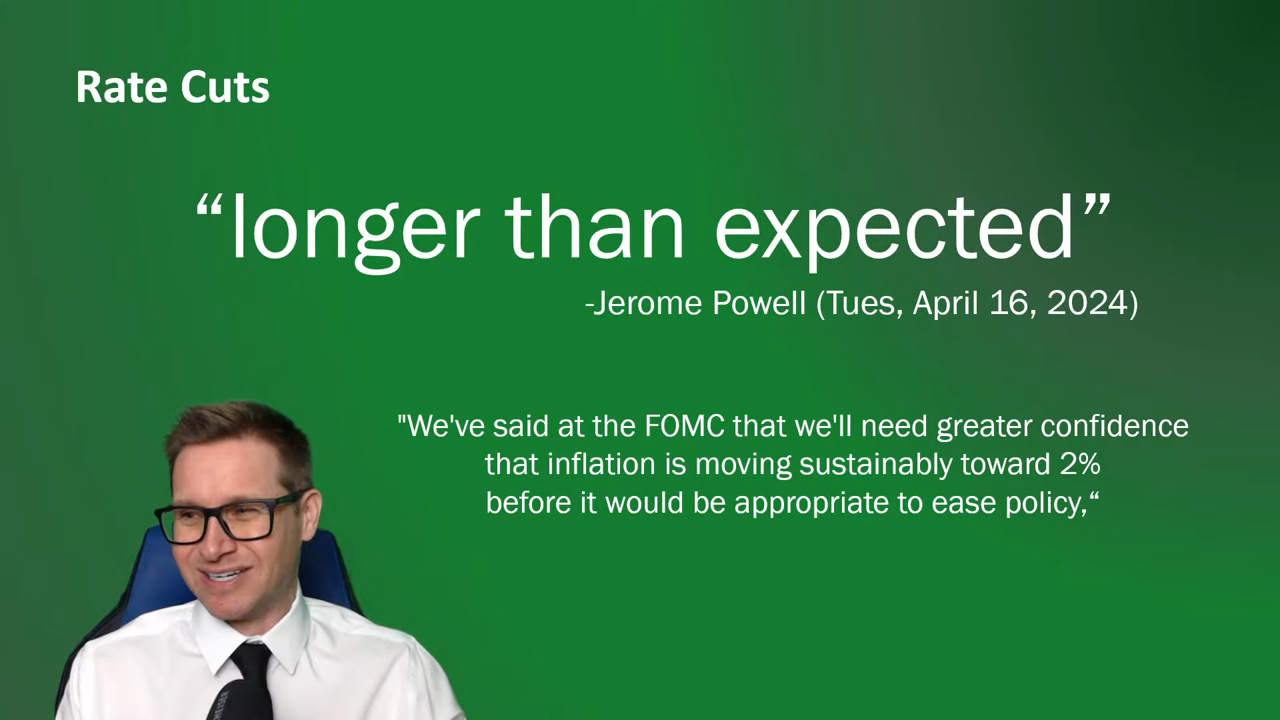 Rate Cuts
“longer than expected”
-Jerome Powell (Tues, April 16, 2024)
"We've said at the FOMC that we'll need greater confidence
that inflation is moving sustainably toward 2%
before it would be appropriate to ease policy,“